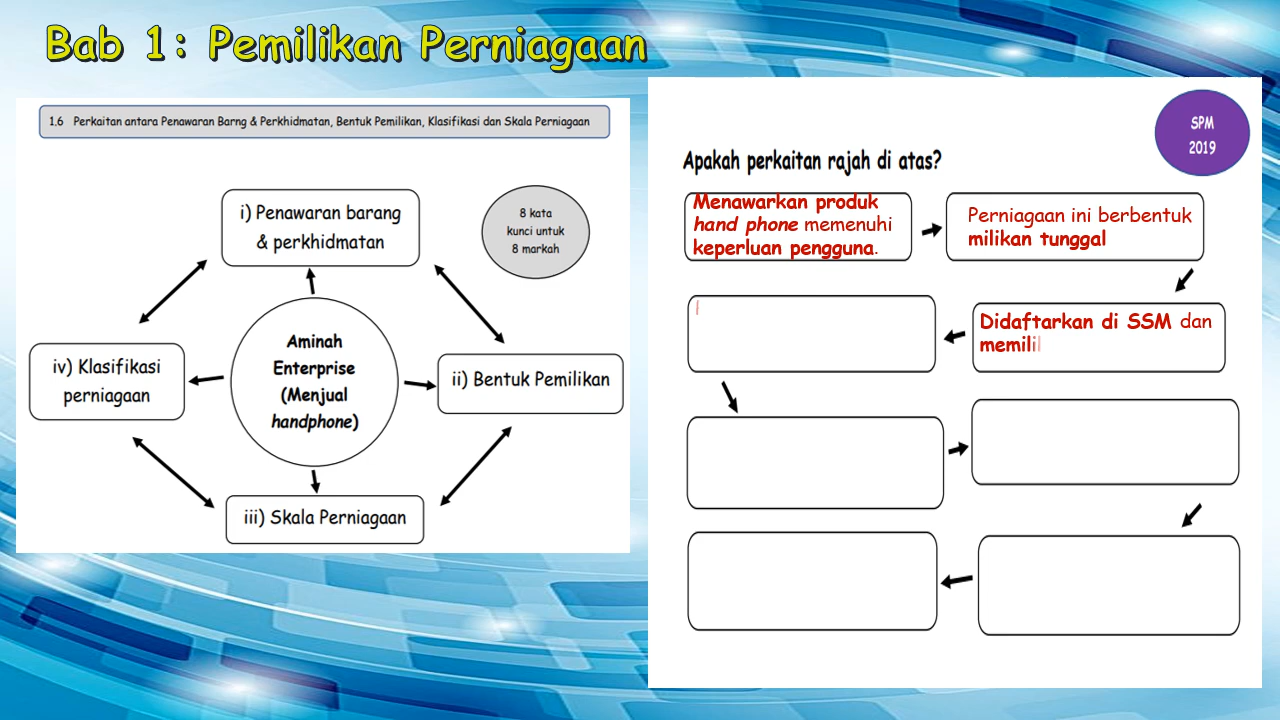 Bab 1: Pemilikan Perniagaan
1.6 Perkaitan antara Penawaran Barng & Perkhidmatan, Bentuk Pemilikan, Klasifikasi dan Skala Perniagaan
i) Penawaran barang
& perkhidmatan
8 kata
kunci untuk
8 markah
Aminah
Enterprise
(Menjual
handphone)
iv) Klasifikasi
perniagaan
ii) Bentuk Pemilikan
iii) Skala Perniagaan
SPM
2019
Apakah perkaitan rajah di atas?
Menawarkan produk
hand phone memenuhi
keperluan pengguna.
Perniagaan ini berbentuk
milikan tunggal
Didaftarkan di SSM dan